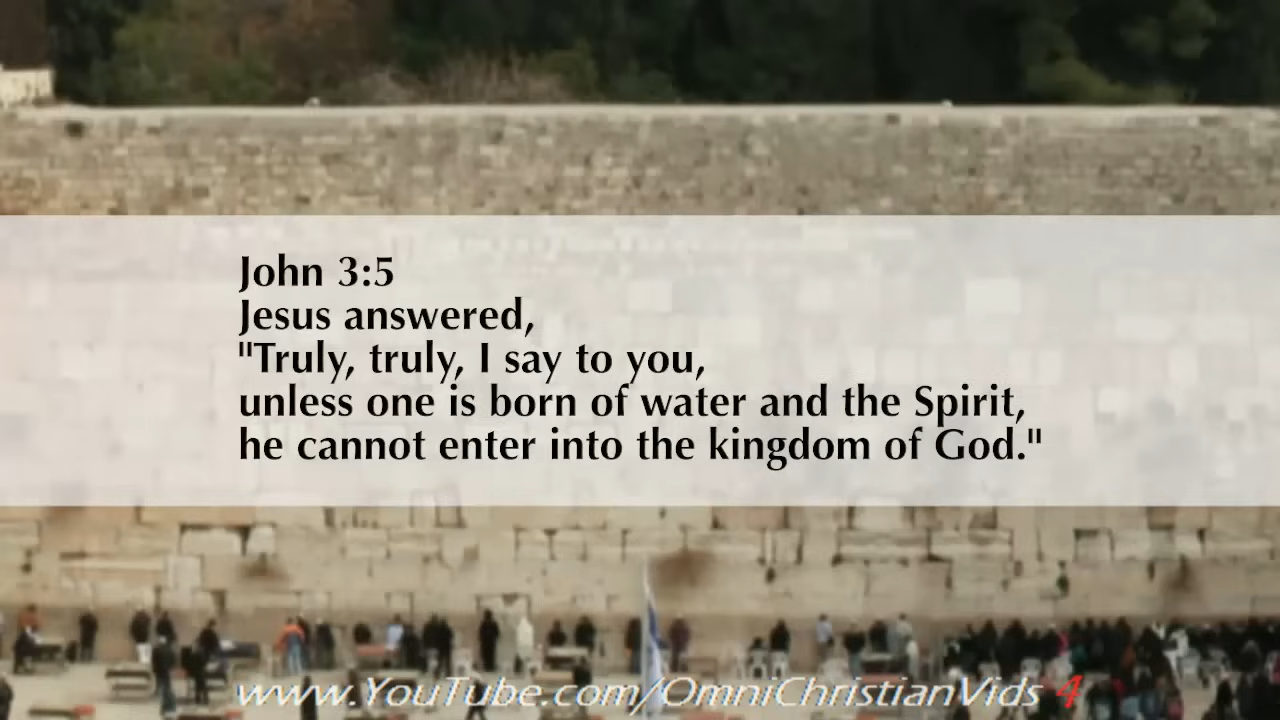 John 3:5
Jesus answered,
"Truly, truly, I say to you,
unless one is born of water and the Spirit,
he cannot enter into the kingdom of God."
www.YouTube.com/OmniChristianVids 4